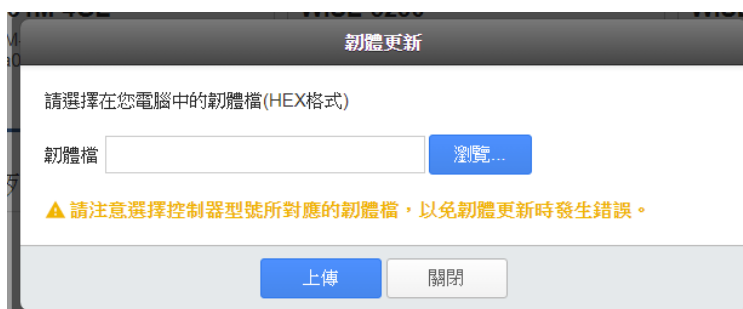 韌體更新
請選擇在您電腦中的韌體檔(HEX格式)
韌體檔
瀏覽...
請注意選擇控制器型號所對應的韌體檔，以免韌體更新時發生錯誤。
上傳
關閉